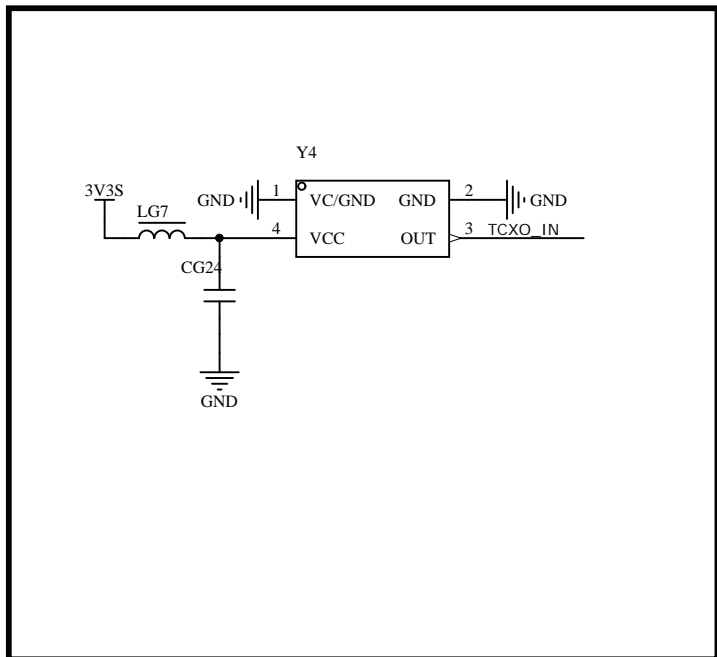 Y4
3V3S
LG7
GND 1 VC/GND GND 2 GND
4 VCC OUT 3 TCXO_IN
CG24
GND